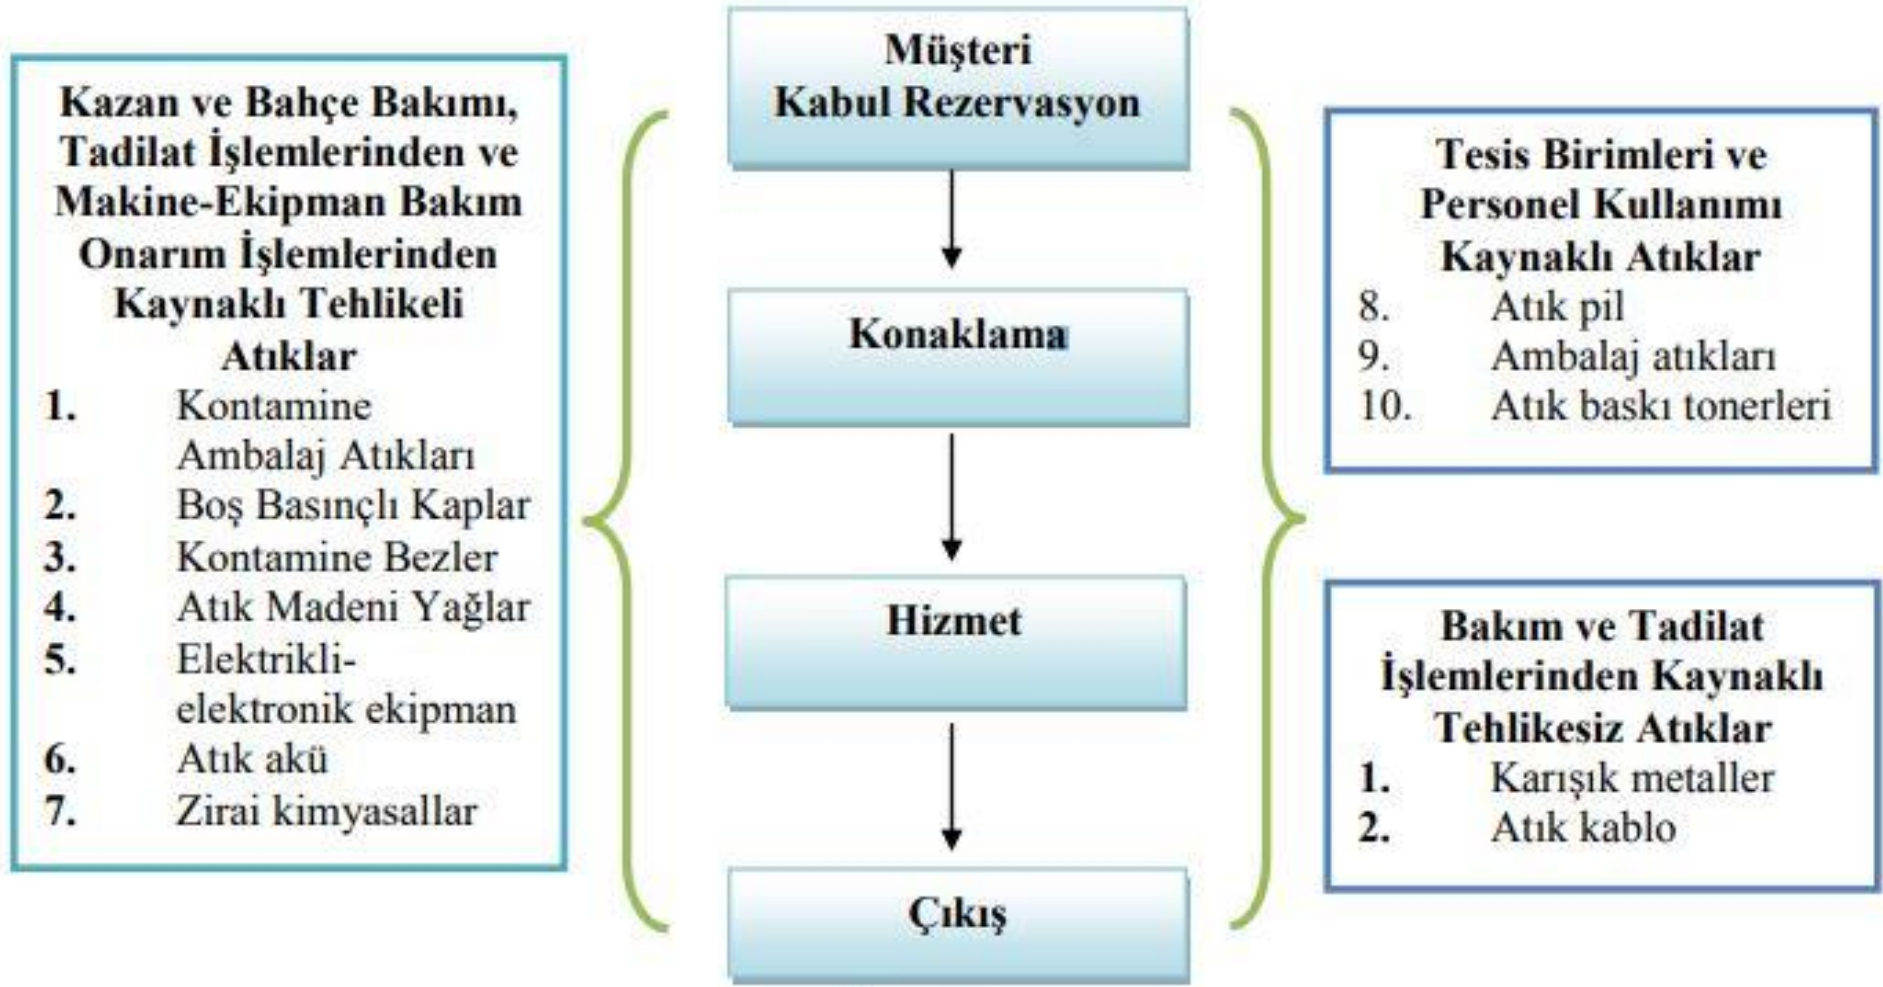 Kazan ve Bahçe Bakımı,
Tadilat İşlemlerinden ve
Makine-Ekipman Bakım
Onarım İşlemlerinden
Kaynaklı Tehlikeli
Atıklar
1. Kontamine
Ambalaj Atıkları
2. Boş Basınçlı Kaplar
3. Kontamine Bezler
4. Atık Madeni Yağlar
5. Elektrikli-
elektronik ekipman
6. Atık akü
7. Zirai kimyasallar
Müşteri
Kabul Rezervasyon
Konaklama
Hizmet
Çıkış
Tesis Birimleri ve
Personel Kullanımı
Kaynaklı Atıklar
8. Atık pil
9. Ambalaj atıkları
10. Atık baskı tonerleri
Bakım ve Tadilat
İşlemlerinden Kaynaklı
Tehlikesiz Atıklar
1. Karışık metaller
2. Atık kablo